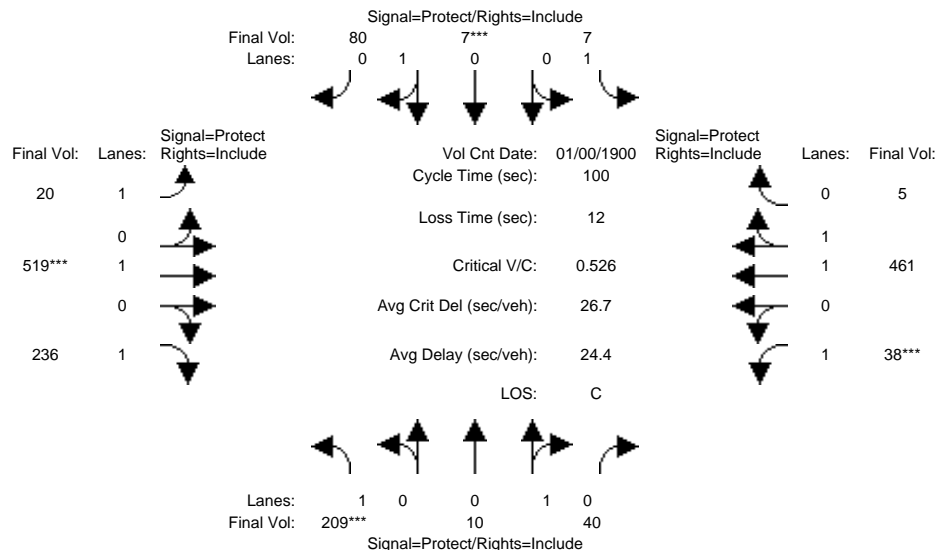 Signal=Protect/Rights=Include
Final Vol: 80 7*** 7
Lanes: 0 1 0 0 1
Signal=Protect
Final Vol: Lanes: Rights=Include
Vol Cnt Date: 01/00/1900
Signal=Protect
Rights=Include Lanes: Final Vol:
Cycle Time (sec): 100
20 1
0 5
Loss Time (sec): 12
0
1
519*** 1
Critical V/C: 0.526
1 461
0
Avg Crit Del (sec/veh): 26.7
0
236 1
Avg Delay (sec/veh): 24.4
1 38***
LOS: C
Lanes: 1 0 0 1 0
Final Vol: 209*** 10 40
Signal=Protect/Rights=Include